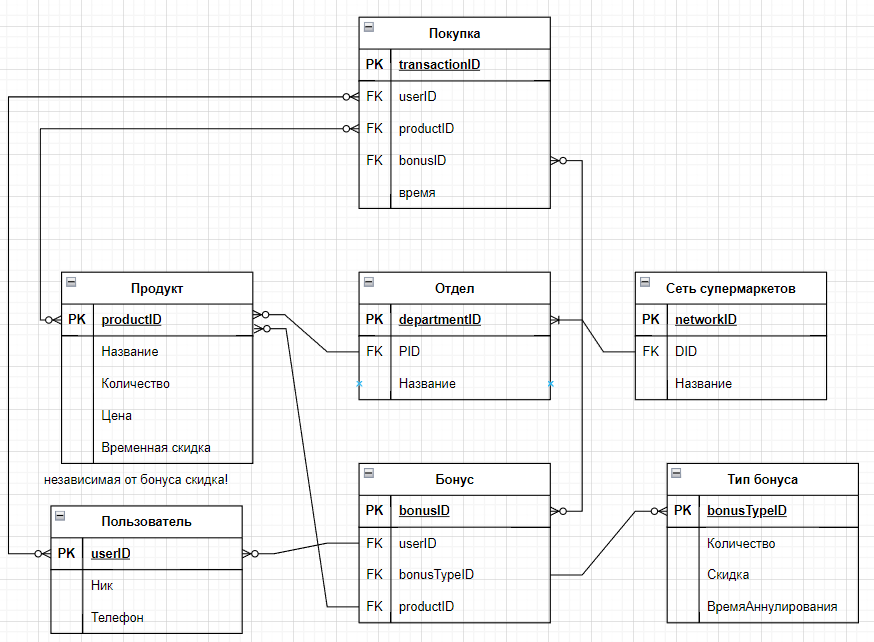 Покупка
PK transactionID
FK userID
FK productID
FK bonusID
время
Продукт
PK productID
Название
Количество
Цена
Временная скидка
независимая от бонуса скидка!
Отдел
PK departmentID
FK PID
Название
Сеть супермаркетов
PK networkID
FK DID
Название
Пользователь
PK userID
Ник
Телефон
Бонус
PK bonusID
FK userID
FK bonusTypeID
FK productID
Тип бонуса
PK bonusTypeID
Количество
Скидка
ВремяАннулирования